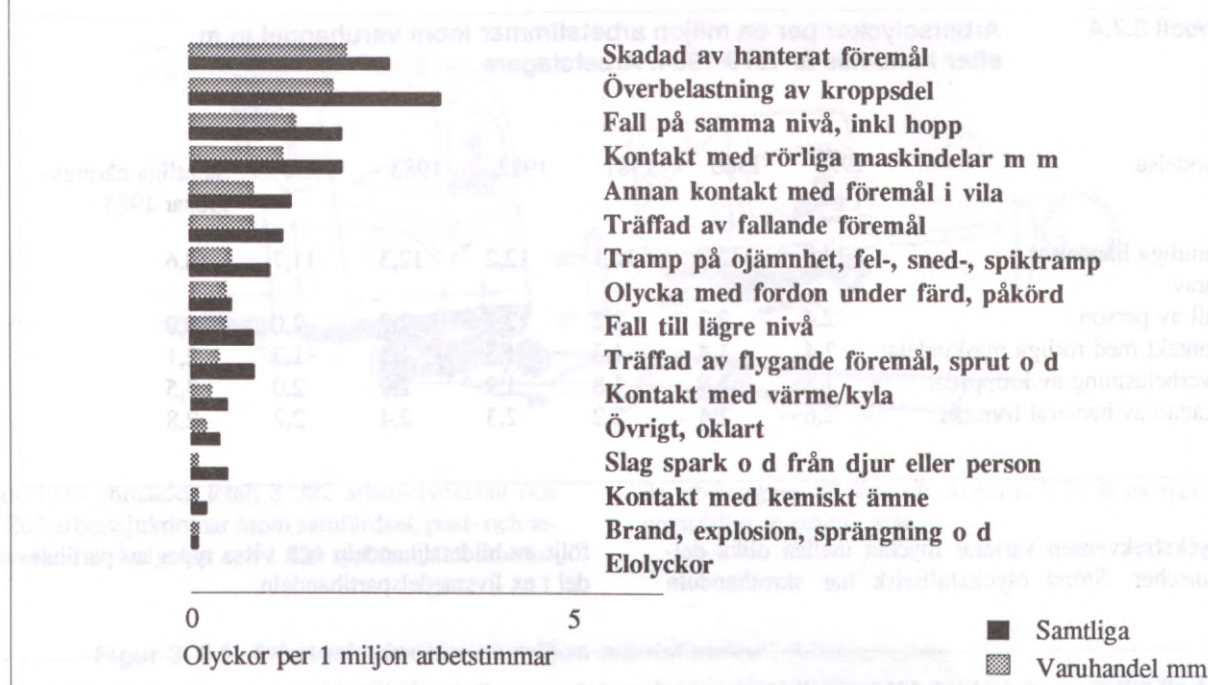 Skadad av hanterat föremål
Överbelastning av kroppsdel
Fall på samma nivå, inkl hopp
Kontakt med rörliga maskindelar m m
Annan kontakt med föremål i vila
Träffad av fallande föremål
Tramp på ojämnhet, fel-, sned-, spiktramp
Olycka med fordon under färd, påkörd
Fall till lägre nivå
Träffad av flygande föremål, sprut o d
Kontakt med värme/kyla
Övrigt, oklart
Slag spark o d från djur eller person
Kontakt med kemiskt ämne
Brand, explosion, sprängning o d
Elolyckor
0 5
Olyckor per 1 miljon arbetstimmar
Samtliga
Varuhandel mm